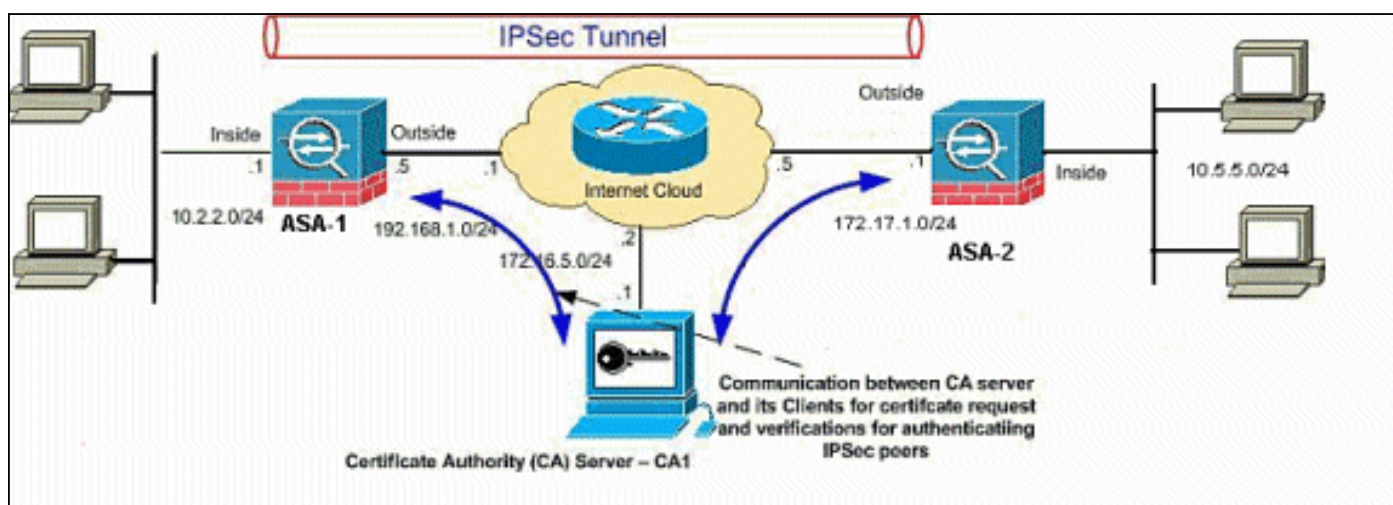 IPSec Tunnel
Outside
Inside
Outside
.1
.5
.1
Internet Cloud
.5
.1
Inside
10.5.5.0/24
10.2.2.0/24
ASA-1
192.168.1.0/24
172.17.1.0/24
ASA-2
.2
172.16.5.0/24
.1
Communication between CA server
and its Clients for certifcate request
and verifications for authenticatiing
IPSec peers
Certificate Authority (CA) Server – CA1